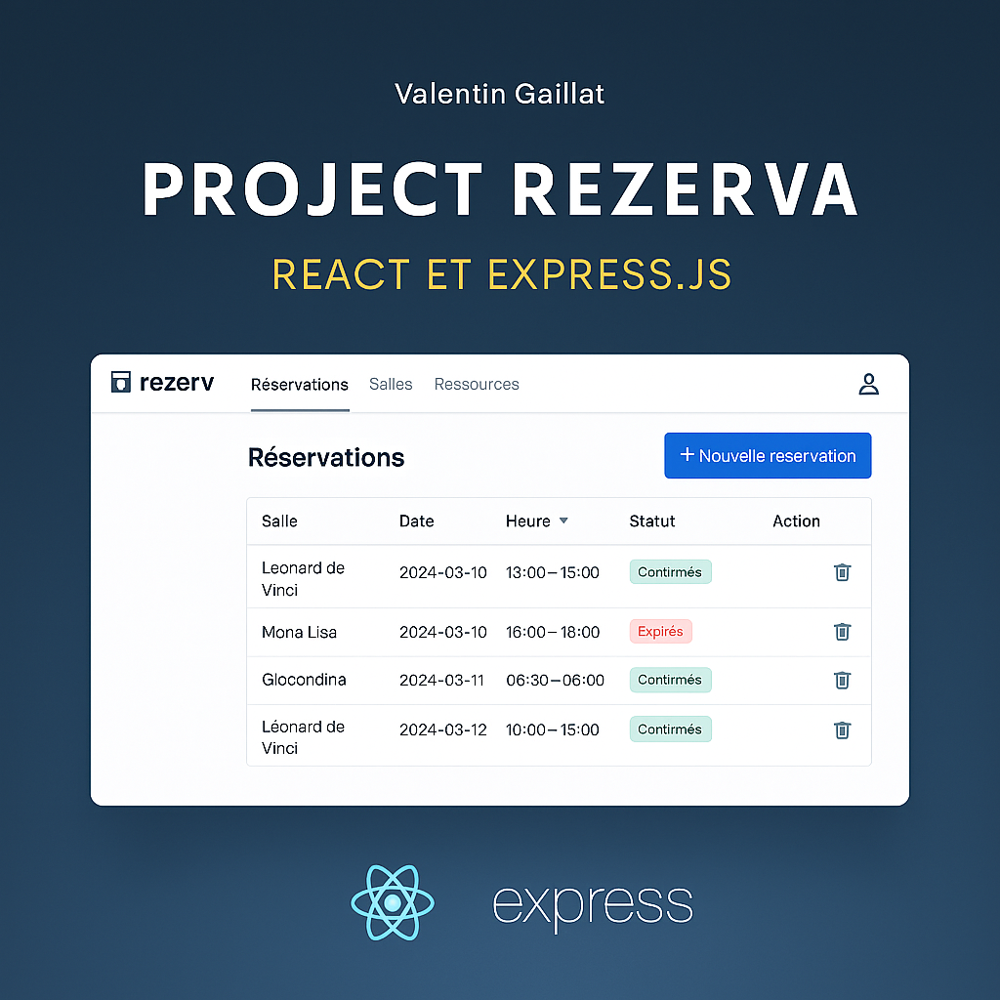 Valentin Gaillat
PROJECT REZERVA
REACT ET EXPRESS.JS
rezerv Réservations Salles Ressources
Réservations + Nouvelle reservation
Salle Date Heure Statut Action
Leonard de Vinci 2024-03-10 13:00–15:00 Contirmés
Mona Lisa 2024-03-10 16:00–18:00 Expirés
Glocondina 2024-03-11 06:30–06:00 Contirmés
Léonard de Vinci 2024-03-12 10:00–15:00 Contirmés
express